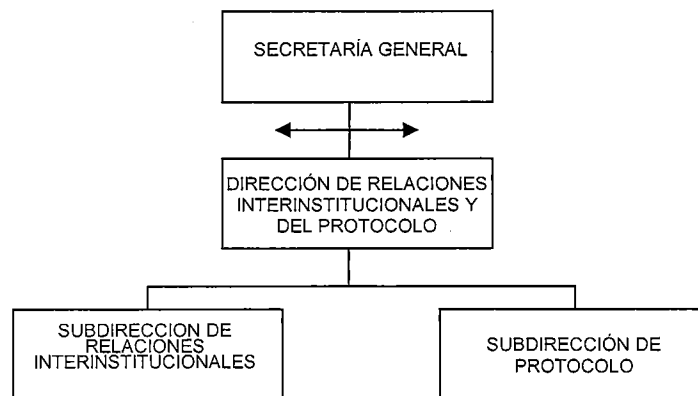 SECRETARÍA GENERAL
DIRECCIÓN DE RELACIONES
INTERINSTITUCIONALES Y
DEL PROTOCOLO
SUBDIRECCION DE
RELACIONES
INTERINSTITUCIONALES
SUBDIRECCIÓN DE
PROTOCOLO